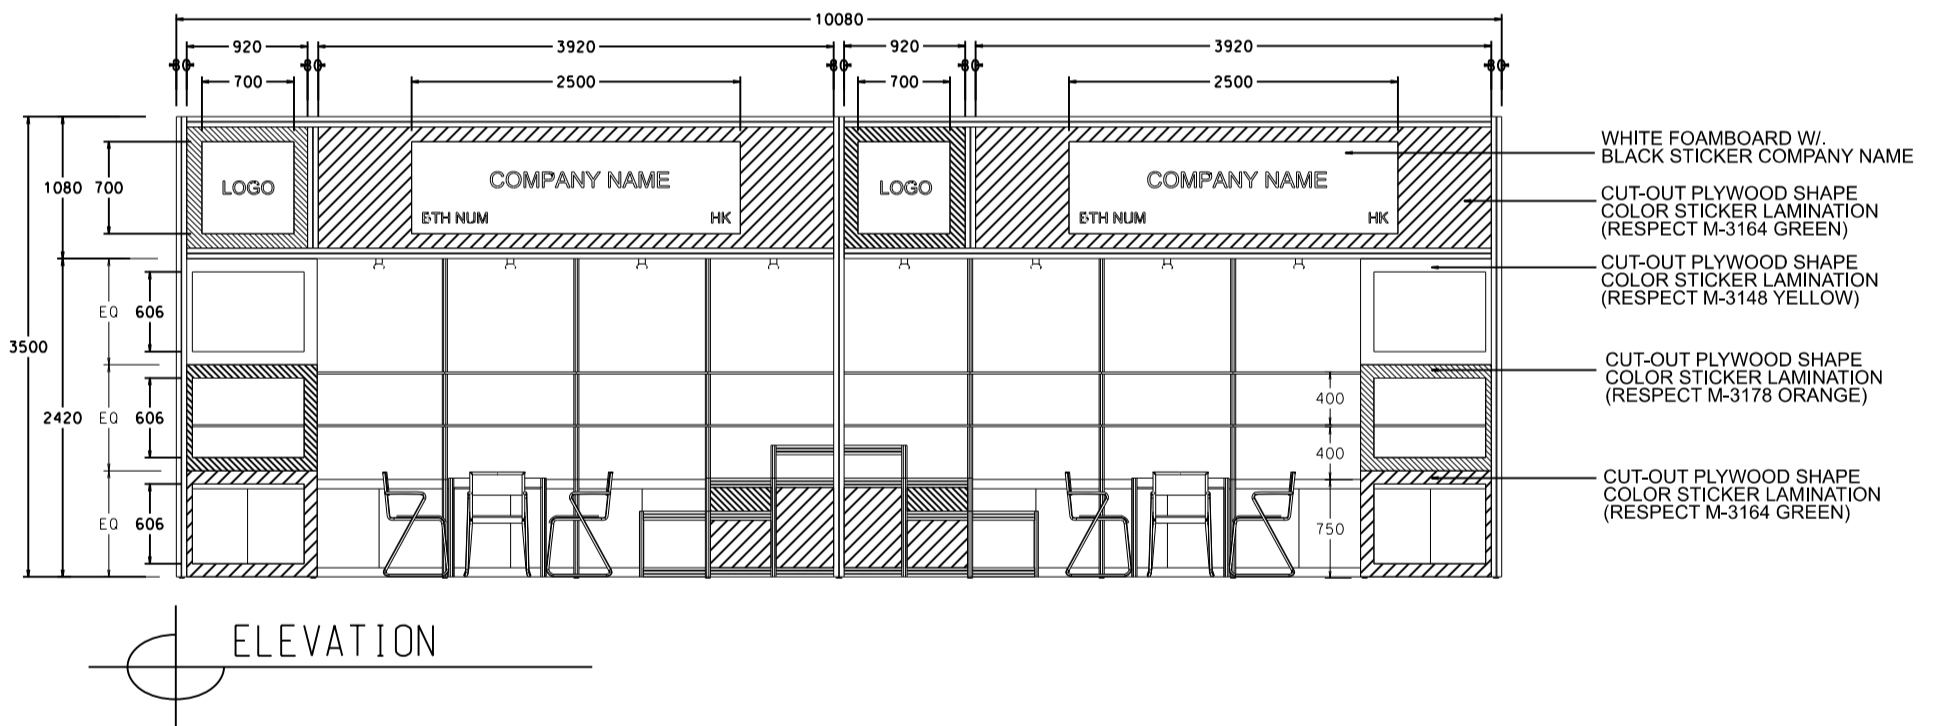 10080
920
3920
920
3920
80
80
80
80
80
700
2500
700
2500
LOGO
COMPANY NAME
BTH NUM
HK
LOGO
COMPANY NAME
BTH NUM
HK
3500
1080
700
2420
EQ
606
EQ
606
EQ
606
400
400
750
WHITE FOAMBOARD W/.
BLACK STICKER COMPANY NAME
CUT-OUT PLYWOOD SHAPE
COLOR STICKER LAMINATION
(RESPECT M-3164 GREEN)
CUT-OUT PLYWOOD SHAPE
COLOR STICKER LAMINATION
(RESPECT M-3148 YELLOW)
CUT-OUT PLYWOOD SHAPE
COLOR STICKER LAMINATION
(RESPECT M-3178 ORANGE)
CUT-OUT PLYWOOD SHAPE
COLOR STICKER LAMINATION
(RESPECT M-3164 GREEN)
ELEVATION